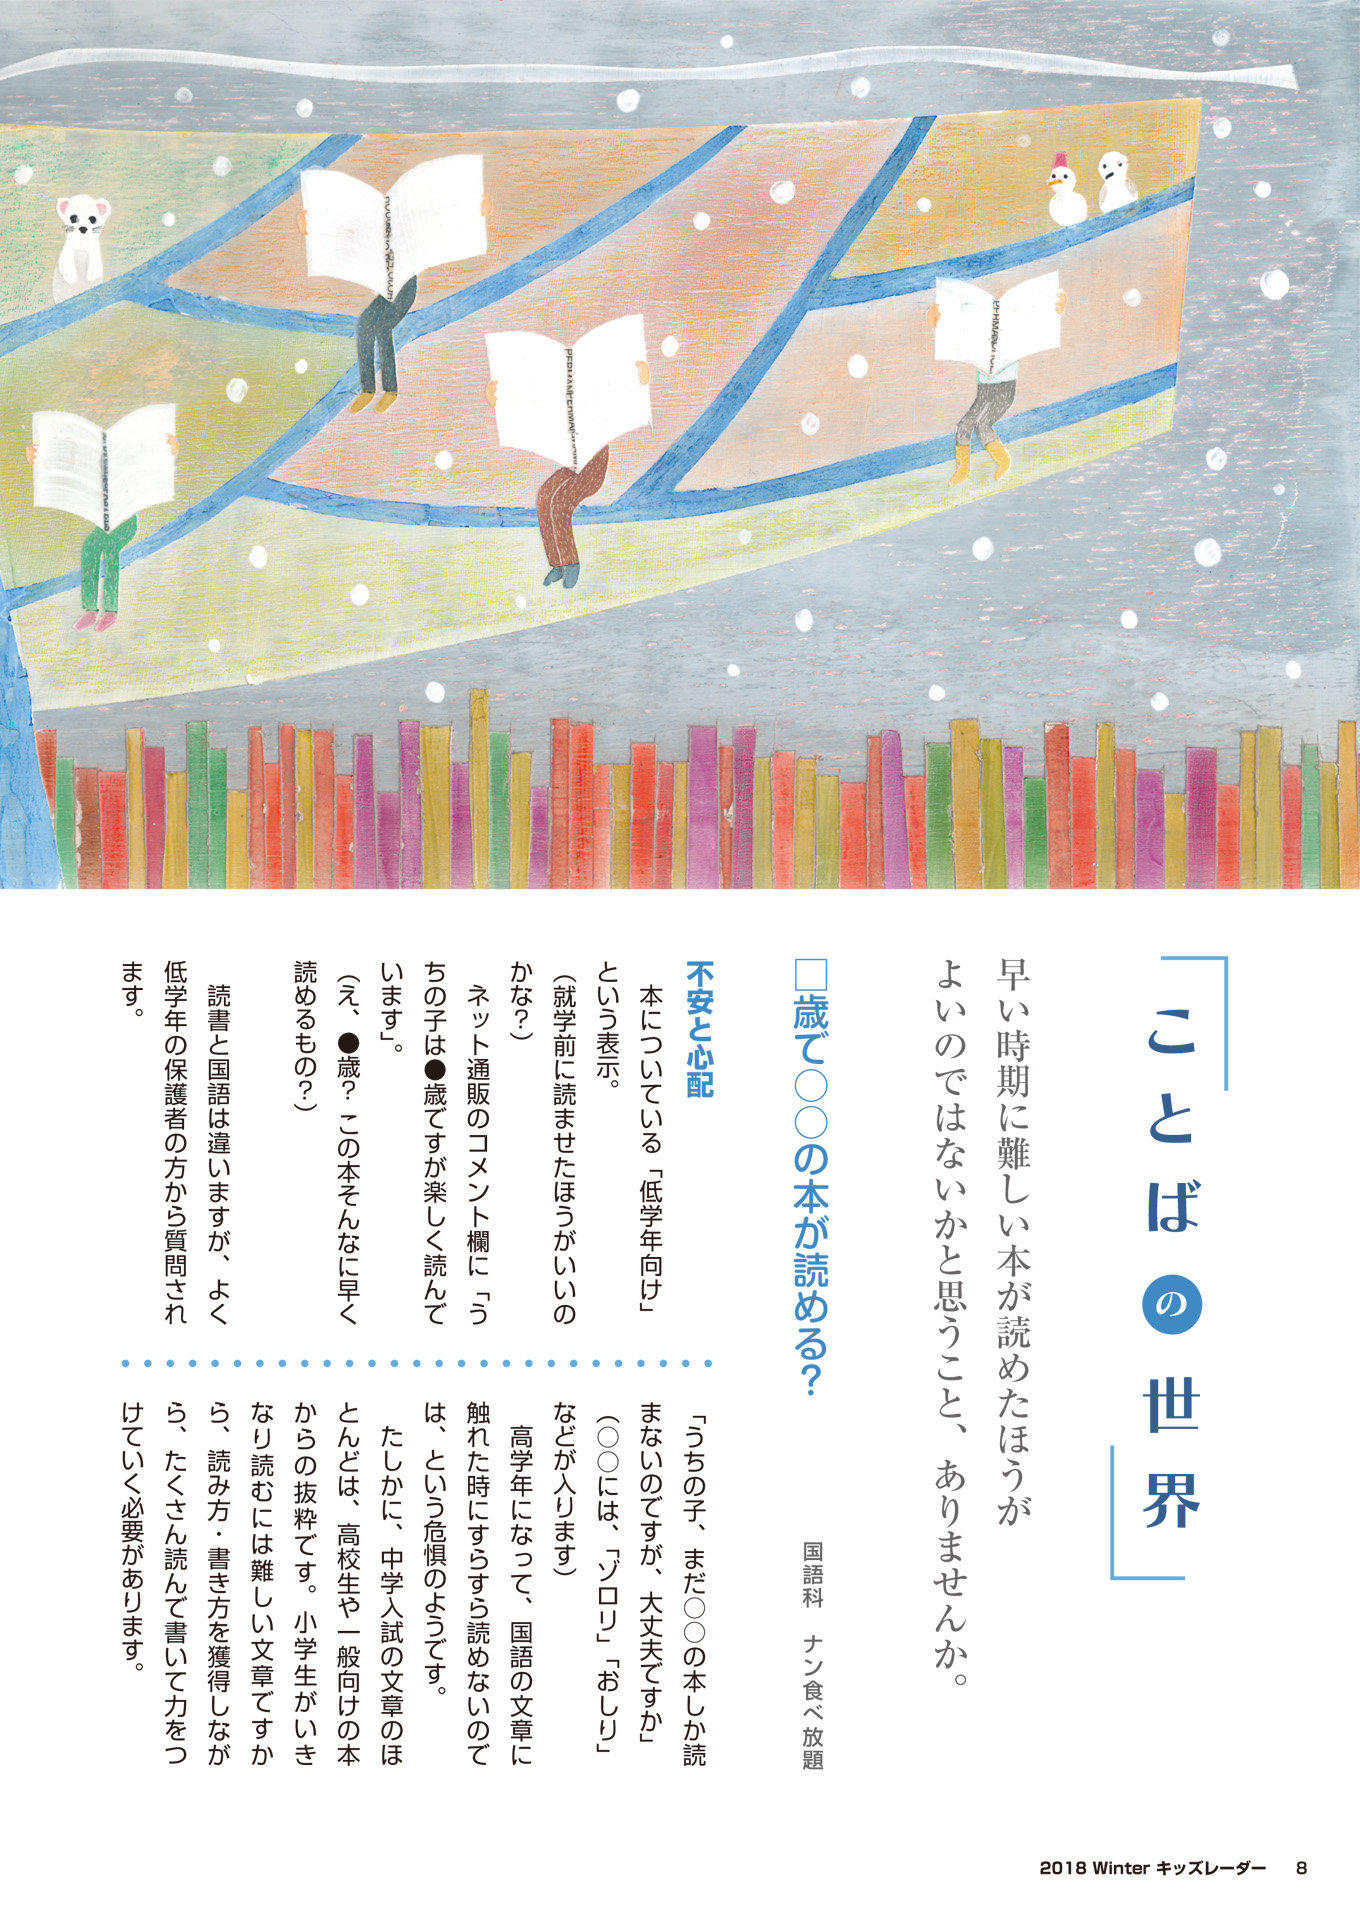 ことばの世界
早い時期に難しい本が読めたほうが
よいのではないかと思うこと、ありませんか。
□歳で○○の本が読める?
国語科 ナン食べ放題
不安と心配
本についている「低学年向け」
という表示。
(就学前に読ませたほうがいいの
かな?)
ネット通販のコメント欄に「う
ちの子は●歳ですが楽しく読んで
います」。
(え、●歳? この本そんなに早く
読めるもの?)
読書と国語は違いますが、よく
低学年の保護者の方から質問され
ます。
「うちの子、まだ○○の本しか読
まないのですが、大丈夫ですか」
(○○には、「ゾロリ」「おしり」
などが入ります)
高学年になって、国語の文章に
触れた時にすらすら読めないので
は、という危惧のようです。
たしかに、中学入試の文章のほ
とんどは、高校生や一般向けの本
からの抜粋です。小学生がいき
なり読むには難しい文章ですか
ら、読み方・書き方を獲得しなが
ら、たくさん読んで書いて力をつ
けていく必要があります。
2018 Winter キッズレーダー 8